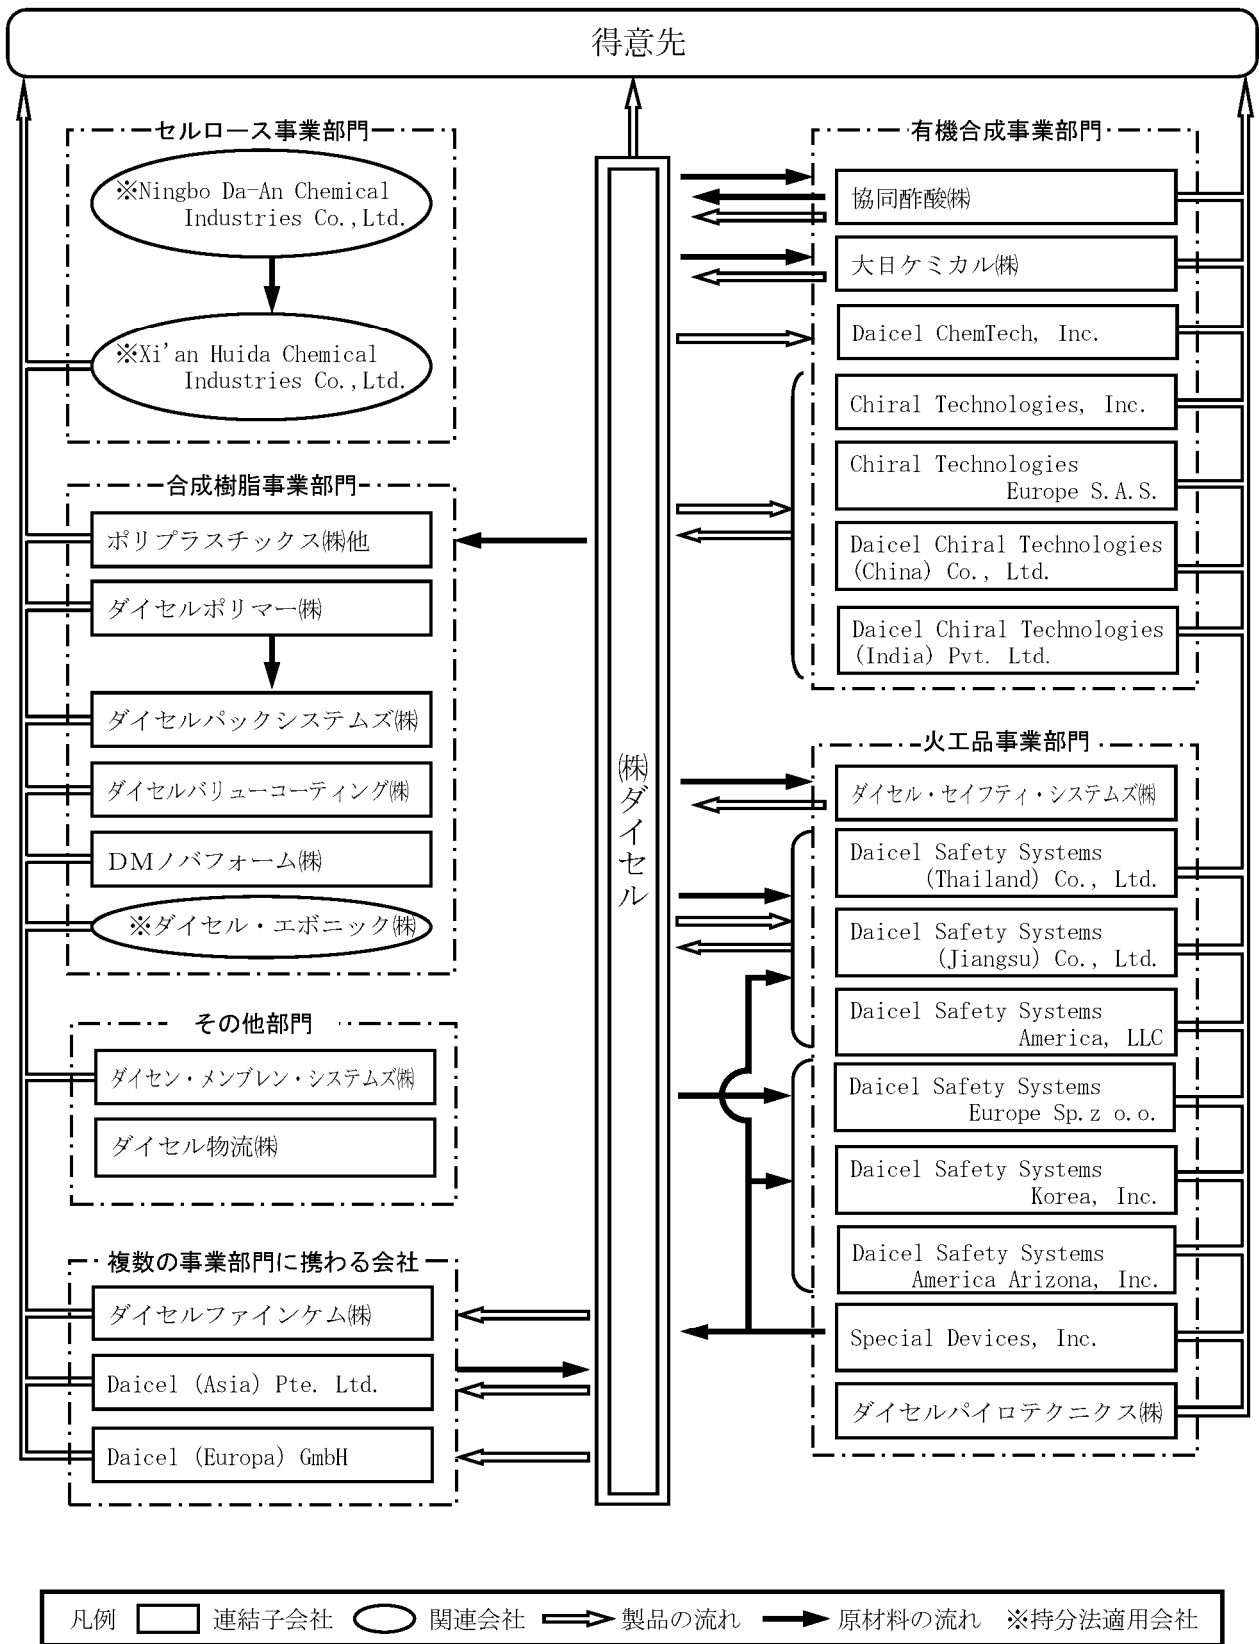 得意先
セルロース事業部門
※Ningbo Da-An Chemical
Industries Co.,Ltd.
※Xi'an Huida Chemical
Industries Co.,Ltd.
合成樹脂事業部門
ポリプラスチックス㈱他
ダイセルポリマー㈱
ダイセルパックシステムズ㈱
ダイセルバリューコーティング㈱
DMノバフォーム㈱
※ダイセル・エボニック㈱
その他部門
ダイセン・メンブレン・システムズ㈱
ダイセル物流㈱
複数の事業部門に携わる会社
ダイセルファインケム㈱
Daicel (Asia) Pte. Ltd.
Daicel (Europa) GmbH
㈱ダイセル
有機合成事業部門
協同酢酸㈱
大日ケミカル㈱
Daicel ChemTech, Inc.
Chiral Technologies, Inc.
Chiral Technologies
Europe S.A.S.
Daicel Chiral Technologies
(China) Co., Ltd.
Daicel Chiral Technologies
(India) Pvt. Ltd.
火工品事業部門
ダイセル・セイフティ・システムズ㈱
Daicel Safety Systems
(Thailand) Co., Ltd.
Daicel Safety Systems
(Jiangsu) Co., Ltd.
Daicel Safety Systems
America, LLC
Daicel Safety Systems
Europe Sp.z o.o.
Daicel Safety Systems
Korea, Inc.
Daicel Safety Systems
America Arizona, Inc.
Special Devices, Inc.
ダイセルパイロテクニクス㈱
凡例 連結子会社 関連会社 製品の流れ 原材料の流れ ※持分法適用会社